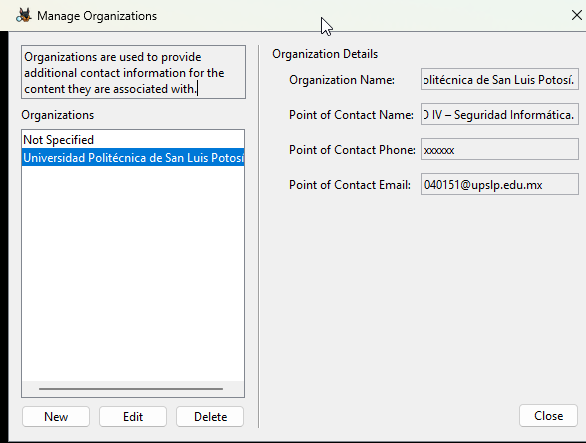 Manage Organizations
Organizations are used to provide
additional contact information for the
content they are associated with.
Organizations
Not Specified
Universidad Politécnica de San Luis Potosí
New
Edit
Delete
Organization Details
Organization Name:
olitécnica de San Luis Potosí.
Point of Contact Name:
O IV – Seguridad Informática.
Point of Contact Phone:
xxxxxx
Point of Contact Email:
040151@upslp.edu.mx
Close